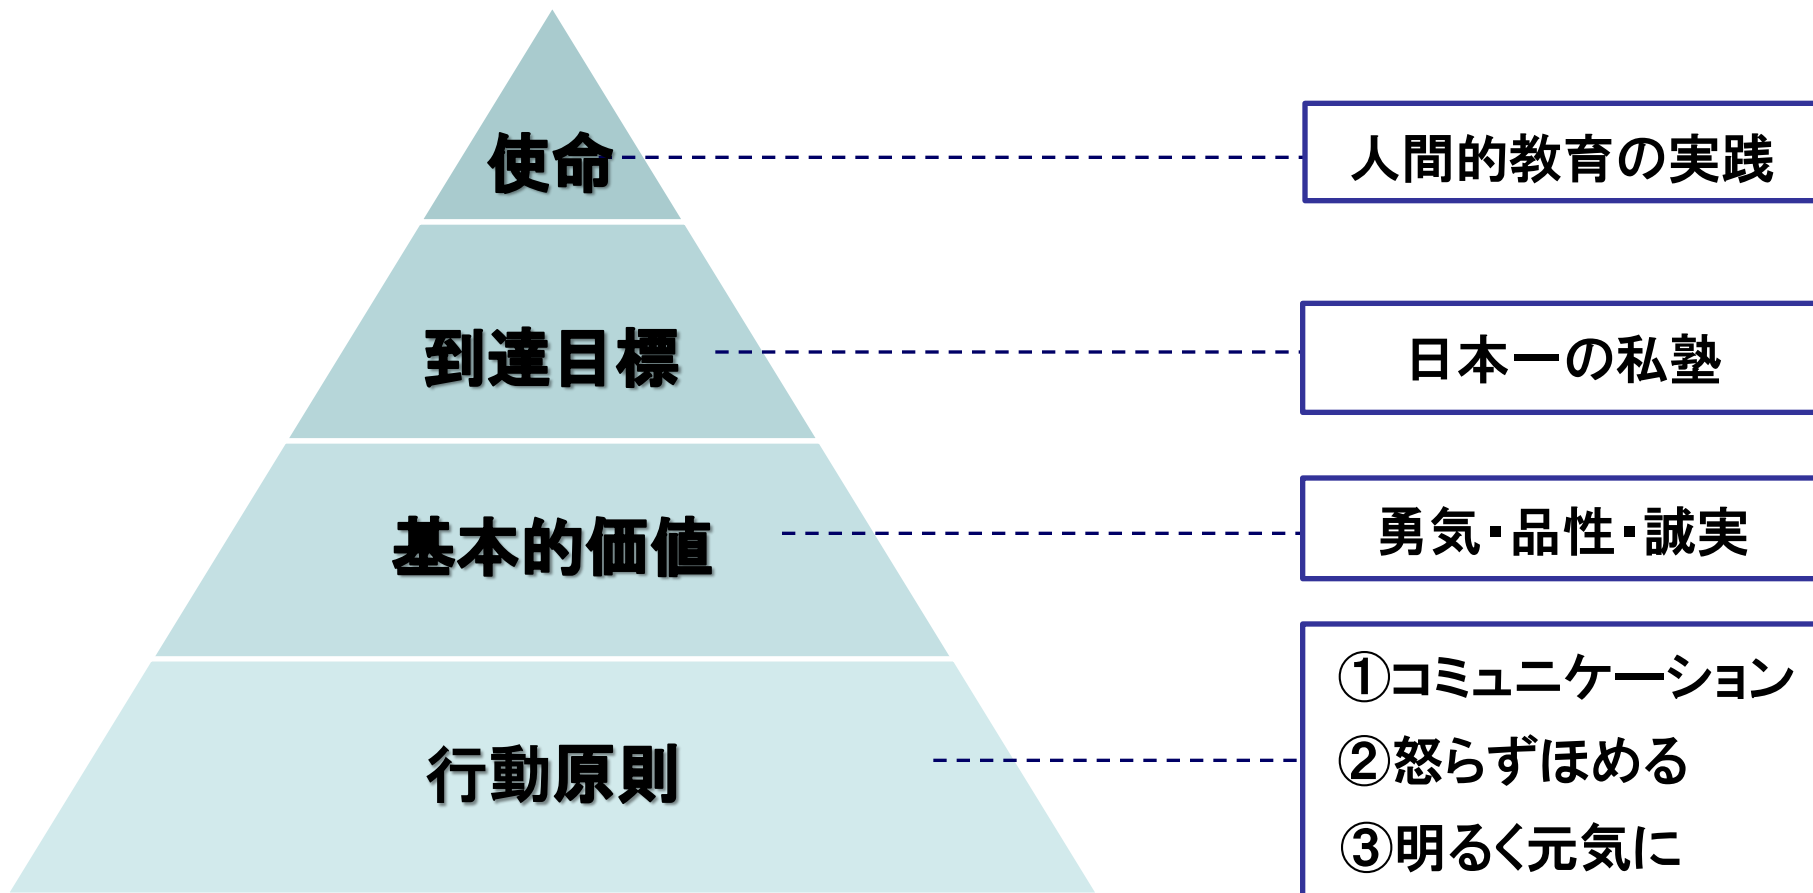 使命
人間的教育の実践
到達目標
日本一の私塾
基本的価値
勇気・品性・誠実
行動原則
①コミュニケーション
②怒らずほめる
③明るく元気に